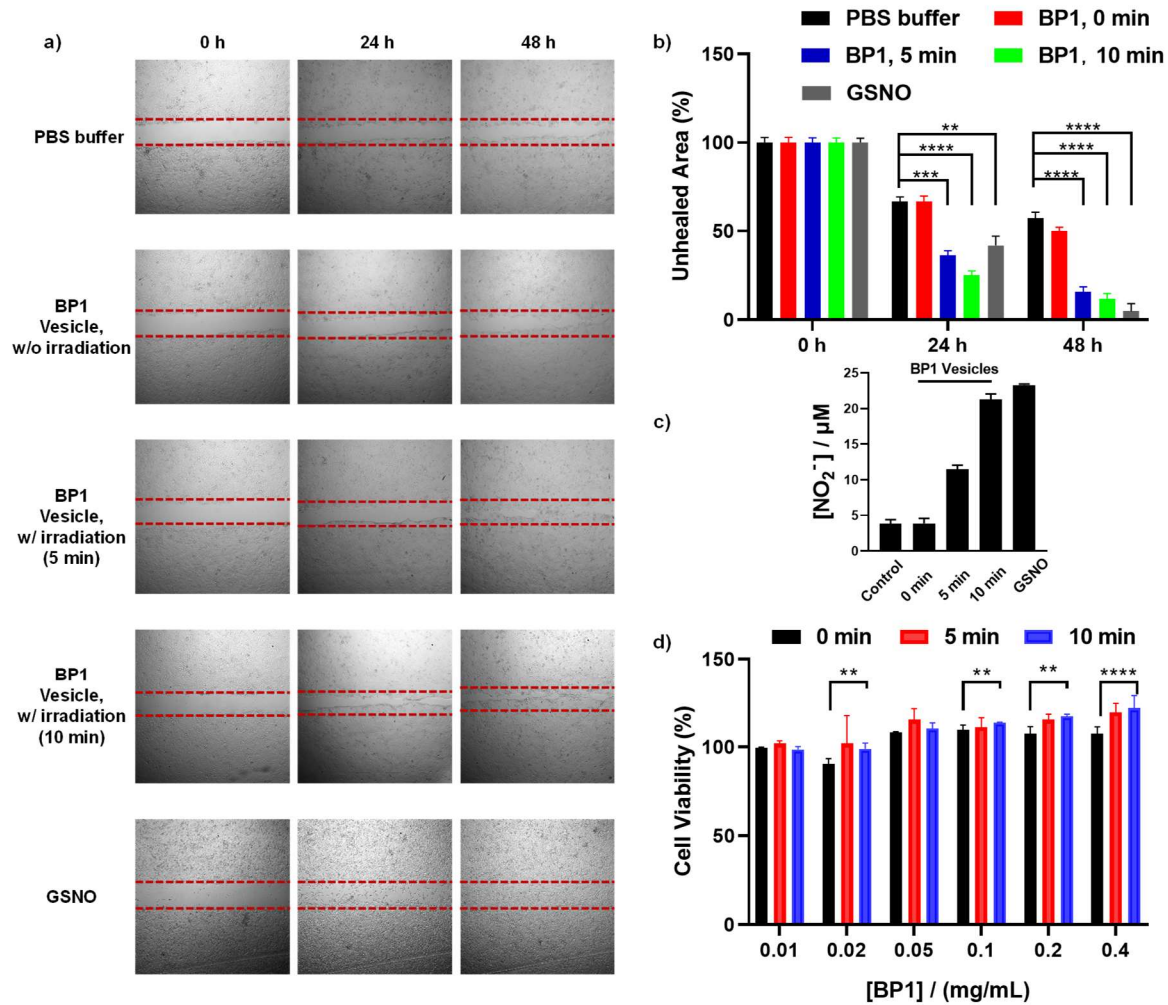 a)
0 h
24 h
48 h
PBS buffer
BP1
Vesicle,
w/o irradiation
BP1
Vesicle,
w/ irradiation
(5 min)
BP1
Vesicle,
w/ irradiation
(10 min)
GSNO
b)
PBS buffer
BP1, 0 min
BP1, 5 min
BP1, 10 min
GSNO
Unhealed Area (%)
150
100
50
0
**
****
***
****
****
****
0 h
24 h
48 h
c)
BP1 Vesicles
[NO₂⁻] / μM
25
20
15
10
5
0
Control
0 min
5 min
10 min
GSNO
d)
0 min
5 min
10 min
Cell Viability (%)
150
100
50
0
**
**
**
****
0.01
0.02
0.05
0.1
0.2
0.4
[BP1] / (mg/mL)